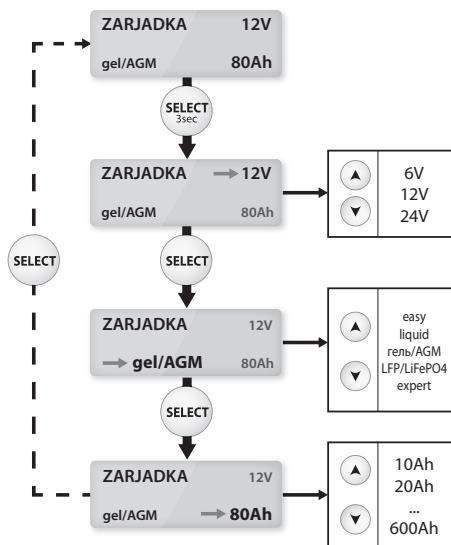 ZARJADKA 12V
gel/AGM 80Ah
SELECT
3sec
ZARJADKA 12V
gel/AGM 80Ah
6V
12V
24V
SELECT
SELECT
ZARJADKA 12V
gel/AGM 80Ah
easy
liquid
гель/AGM
LFP/LiFePO4
expert
SELECT
ZARJADKA 12V
gel/AGM 80Ah
10Ah
20Ah
...
600Ah